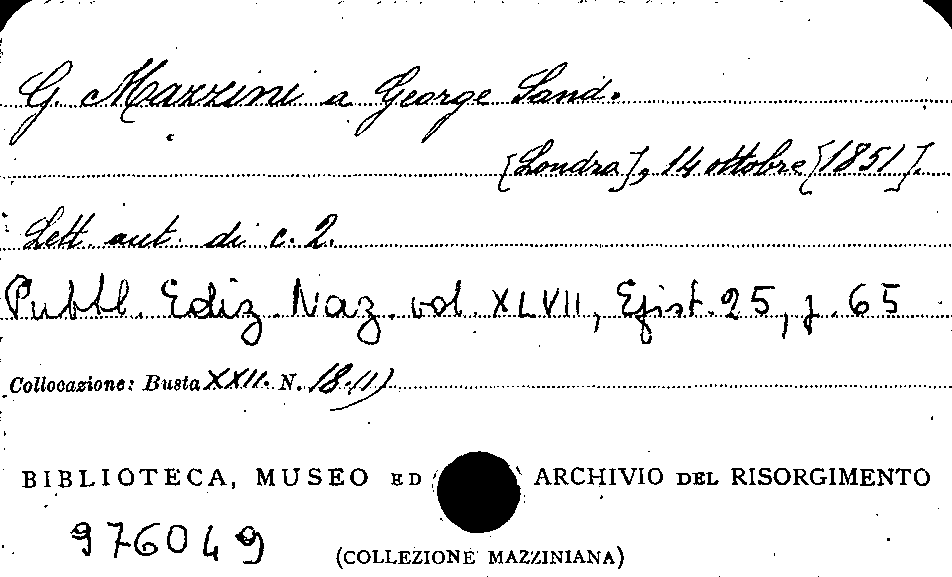 G. Mazzini a George Sand.
[Londra], 14 ottobre [1851].
Lett. aut. di c. 2.
Pubbl. Ediz. Naz. vol. XLVII, Epist. 25, p. 65
Collocazione: Busta XXII. N. 18.11)
BIBLIOTECA, MUSEO ED ARCHIVIO DEL RISORGIMENTO
976049
(COLLEZIONE MAZZINIANA)